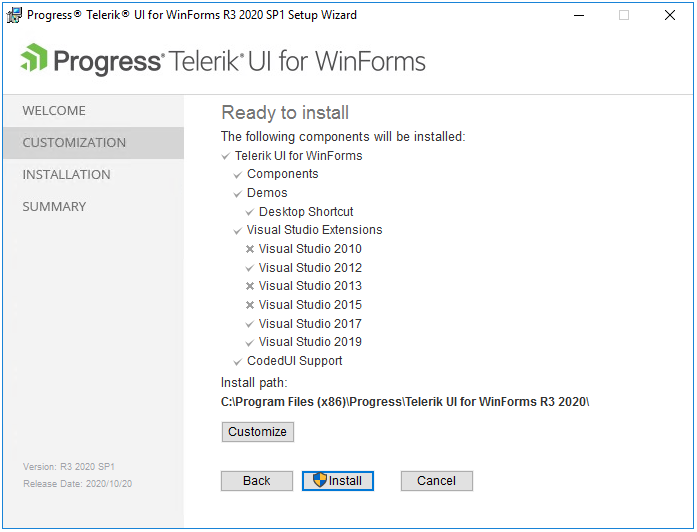 Progress® Telerik® UI for WinForms R3 2020 SP1 Setup Wizard
Progress® Telerik® UI for WinForms
WELCOME
CUSTOMIZATION
INSTALLATION
SUMMARY
Ready to install
The following components will be installed:
Telerik UI for WinForms
Components
Demos
Desktop Shortcut
Visual Studio Extensions
Visual Studio 2010
Visual Studio 2012
Visual Studio 2013
Visual Studio 2015
Visual Studio 2017
Visual Studio 2019
CodedUI Support
Install path:
C:\Program Files (x86)\Progress\Telerik UI for WinForms R3 2020\
Customize
Version: R3 2020 SP1
Release Date: 2020/10/20
Back Install Cancel